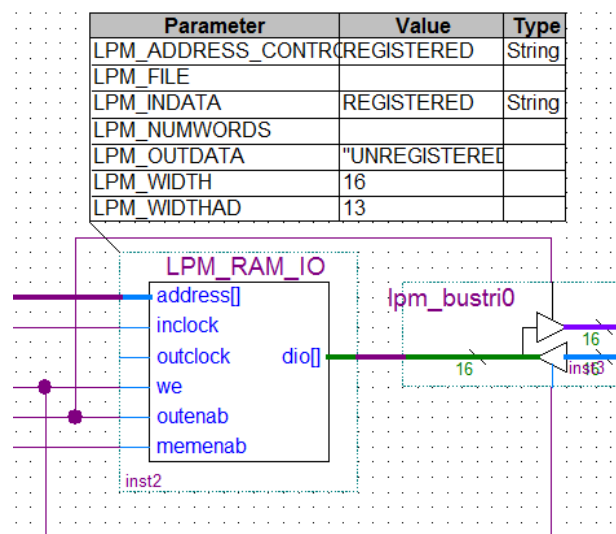 Parameter Value Type
LPM_ADDRESS_CONTRO REGISTERED String
LPM_FILE
LPM_INDATA REGISTERED String
LPM_NUMWORDS
LPM_OUTDATA "UNREGISTERED
LPM_WIDTH 16
LPM_WIDTHAD 13
LPM_RAM_IO
lpm_bustri0
address[]
inclock
outclock dio[]
we
outenab
memenab
16
16
16
inst3
inst2